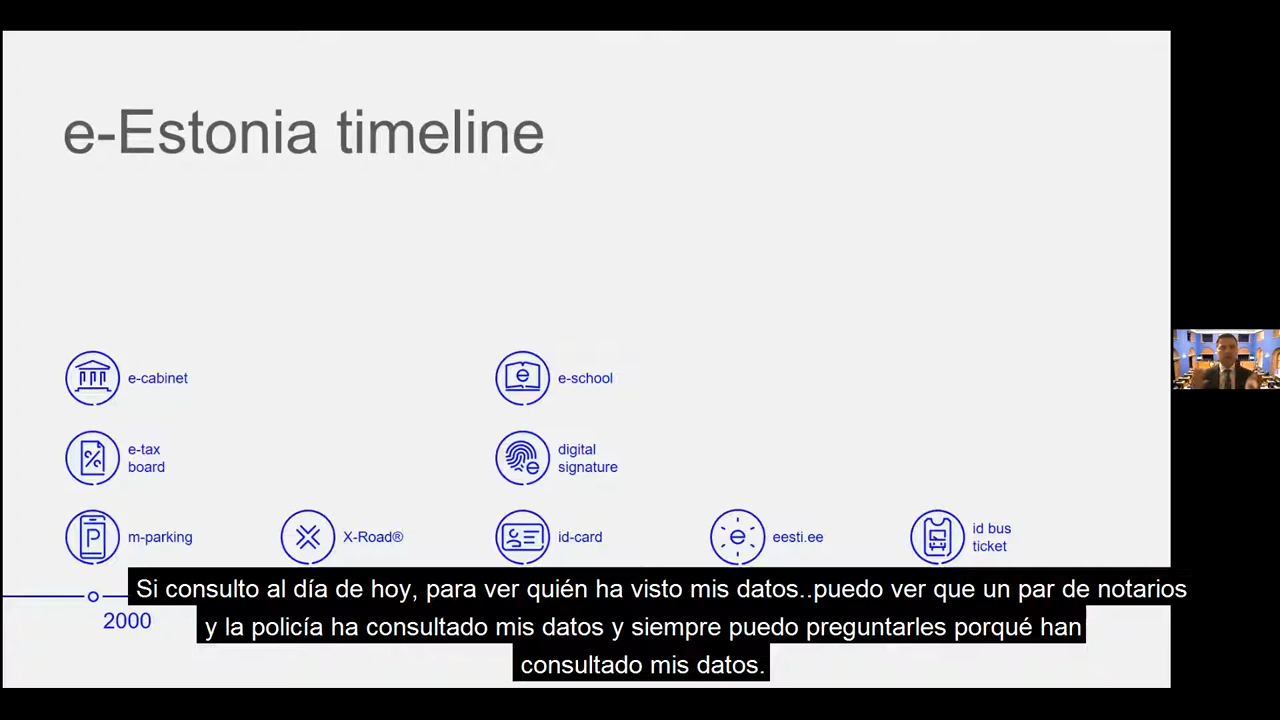 e-Estonia timeline
e-cabinet
e-school
e-tax
board
digital
signature
m-parking
X-Road®
id-card
eesti.ee
id bus
ticket
2000
Si consulto al día de hoy, para ver quién ha visto mis datos..puedo ver que un par de notarios
y la policía ha consultado mis datos y siempre puedo preguntarles porqué han
consultado mis datos.